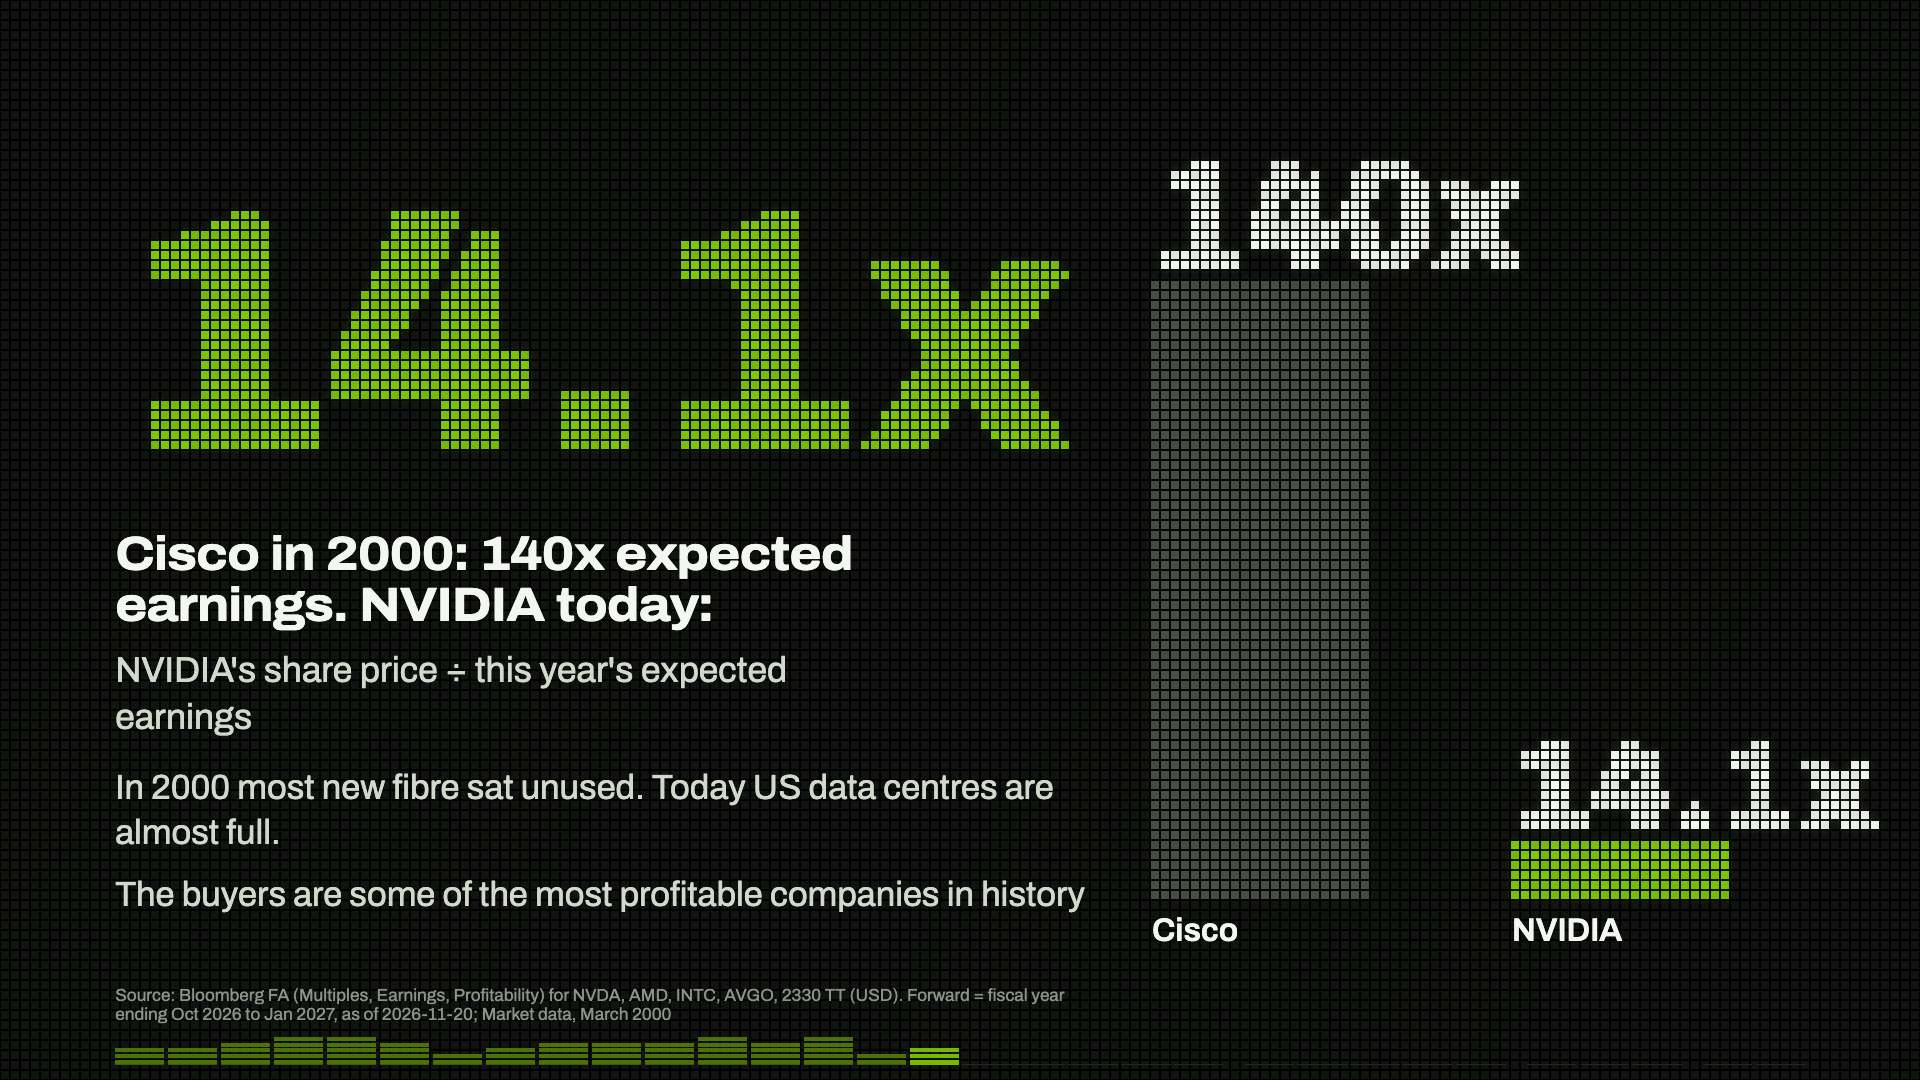 14.1x
Cisco in 2000: 140x expected
earnings. NVIDIA today:
NVIDIA's share price ÷ this year's expected
earnings
In 2000 most new fibre sat unused. Today US data centres are
almost full.
The buyers are some of the most profitable companies in history
140x
Cisco
14.1x
NVIDIA
Source: Bloomberg FA (Multiples, Earnings, Profitability) for NVDA, AMD, INTC, AVGO, 2330 TT (USD). Forward = fiscal year
ending Oct 2026 to Jan 2027, as of 2026-11-20; Market data, March 2000